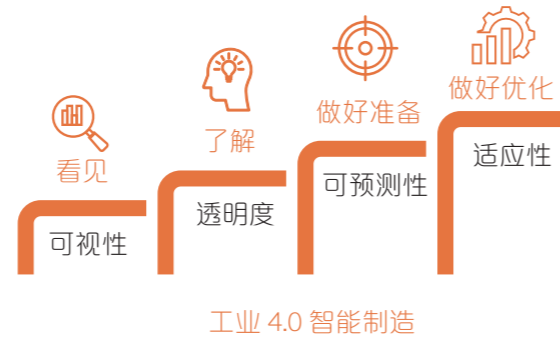 看见
可视性
了解
透明度
做好准备
可预测性
做好优化
适应性
工业 4.0 智能制造